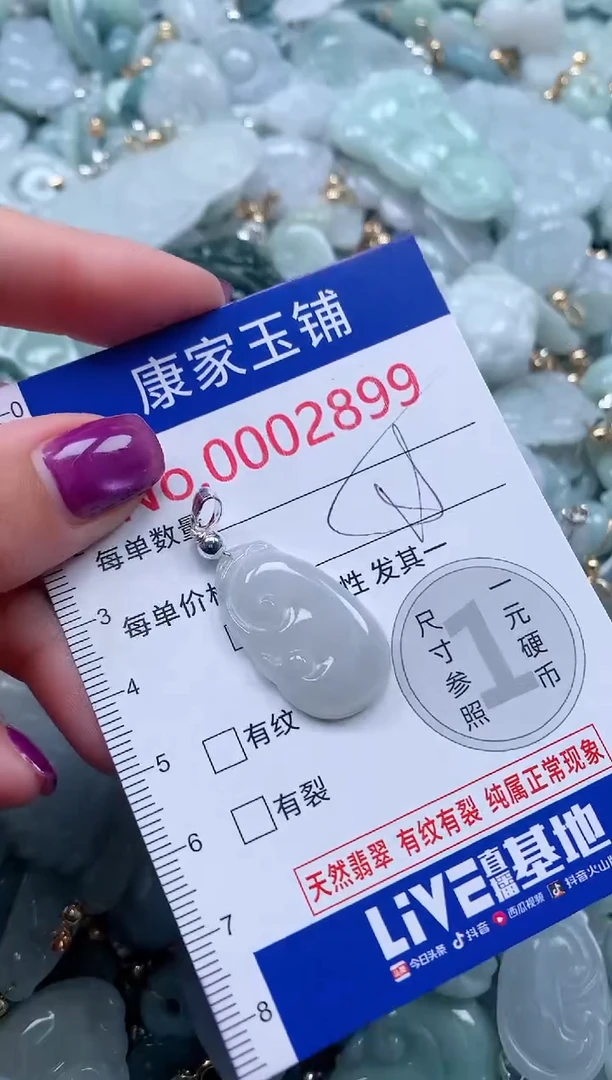 康家玉铺
No.0002899
每单数量
每单价格
性 发其一
有纹
有裂
一元硬币
尺寸参照
1
天然翡翠 有纹有裂 纯属正常现象
LiVE直播基地
今日头条 抖音 西瓜视频 抖音火山
0
3
4
5
6
7
8